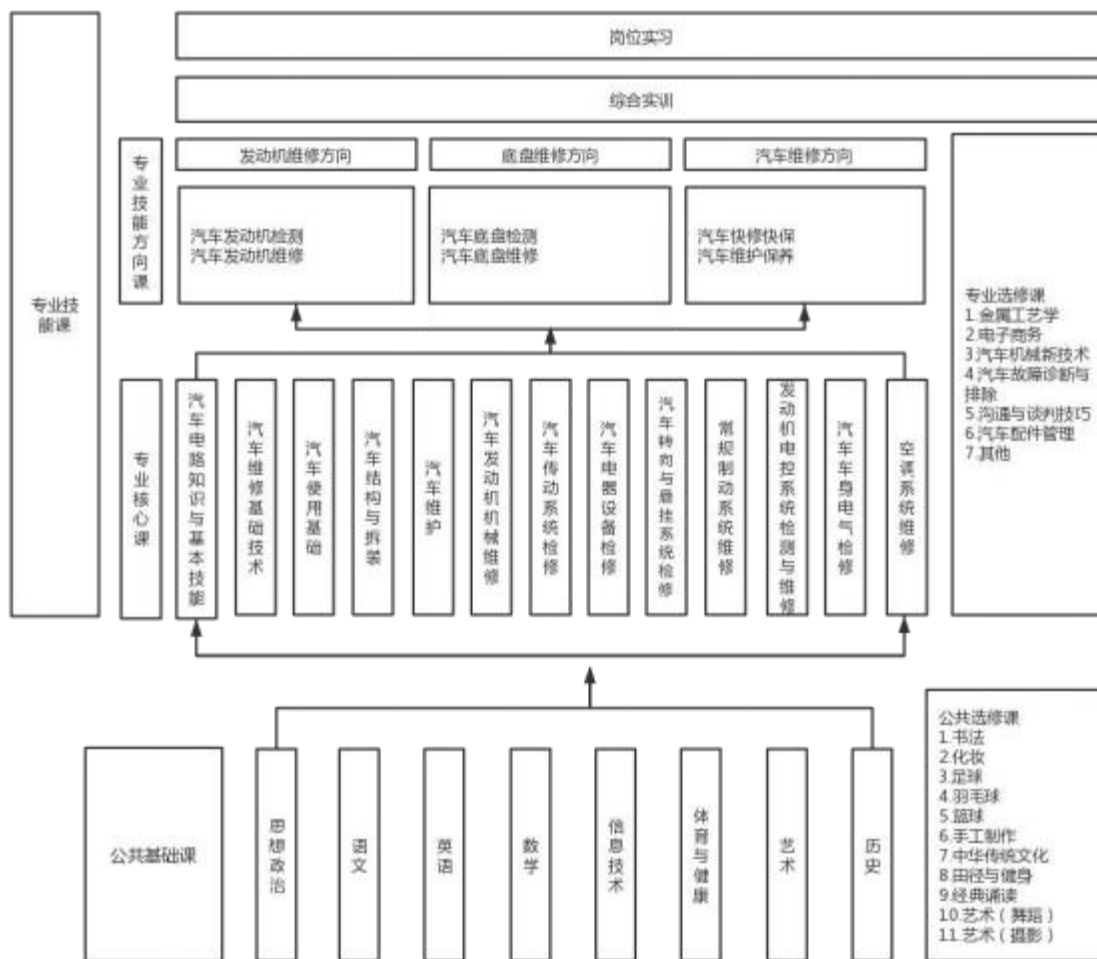 岗位实习
综合实训
专业技
能课
专业技能方向课
发动机维修方向
底盘维修方向
汽车维修方向
汽车发动机检测
汽车发动机维修
汽车底盘检测
汽车底盘维修
汽车快修快保
汽车维护保养
专业选修课
1.金属工艺学
2.电子商务
3.汽车机械新技术
4.汽车故障诊断与
排除
5.沟通与谈判技巧
6.汽车配件管理
7.其他
专业核心课
汽车电路知识与基本技能
汽车维修基础技术
汽车使用基础
汽车结构与拆装
汽车维护
汽车发动机机械维修
汽车传动系统检修
汽车电器设备检修
汽车转向与悬挂系统检修
常规制动系统维修
发动机电控系统检测与维修
汽车车身电气检修
空调系统维修
公共基础课
思想政治
语文
英语
数学
信息技术
体育与健康
艺术
历史
公共选修课
1.书法
2.化妆
3.足球
4.羽毛球
5.篮球
6.手工制作
7.中华传统文化
8.田径与健身
9.经典诵读
10.艺术（舞蹈）
11.艺术（摄影）